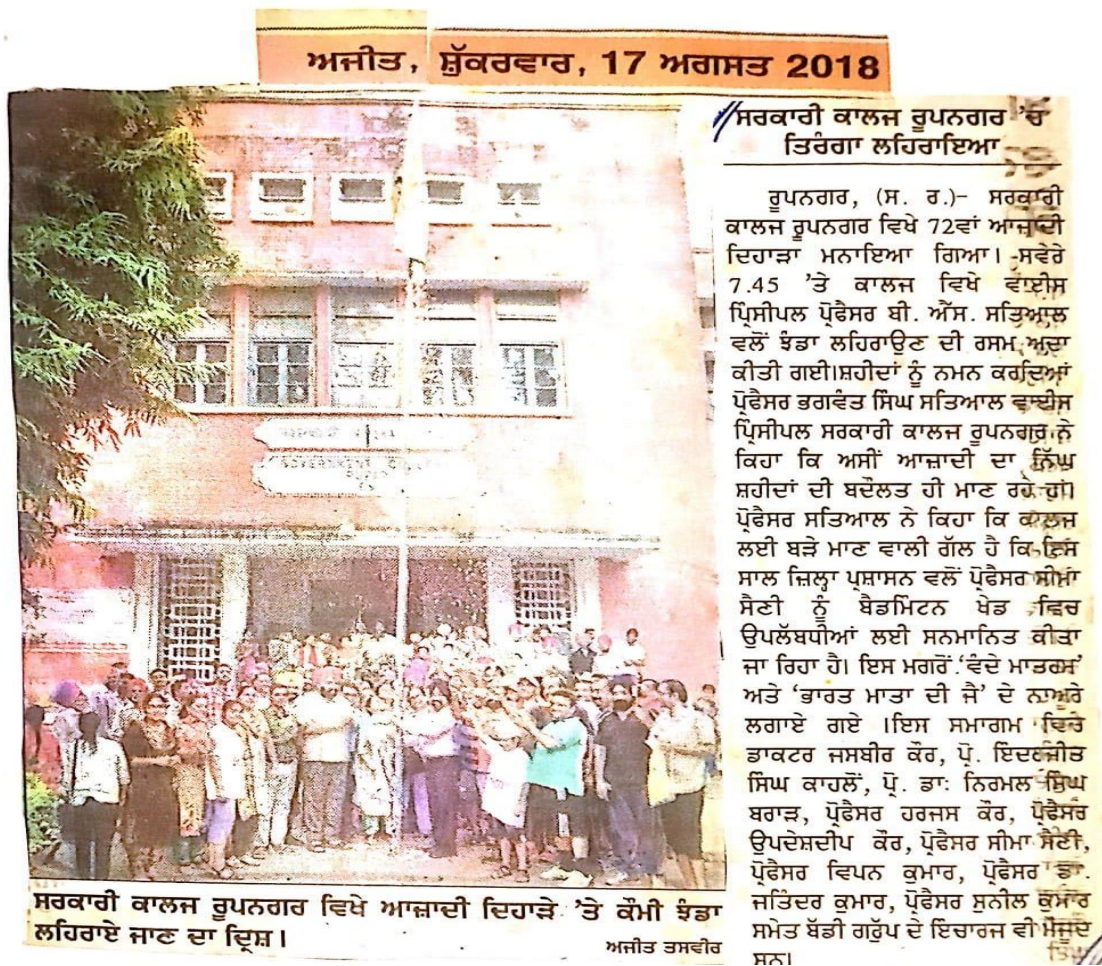 ਅਜੀਤ, ਸ਼ੁੱਕਰਵਾਰ, 17 ਅਗਸਤ 2018
ਸਰਕਾਰੀ ਕਾਲਜ ਰੂਪਨਗਰ 'ਚ
ਤਿਰੰਗਾ ਲਹਿਰਾਇਆ
ਰੂਪਨਗਰ, (ਸ. ਰ.)- ਸਰਕਾਰੀ
ਕਾਲਜ ਰੂਪਨਗਰ ਵਿਖੇ 72ਵਾਂ ਆਜ਼ਾਦੀ
ਦਿਹਾੜਾ ਮਨਾਇਆ ਗਿਆ। ਸਵੇਰੇ
7.45 'ਤੇ ਕਾਲਜ ਵਿਖੇ ਵਾਈਸ
ਪ੍ਰਿੰਸੀਪਲ ਪ੍ਰੋਫੈਸਰ ਬੀ. ਐੱਸ. ਸਤਿਆਲ
ਵਲੋਂ ਝੰਡਾ ਲਹਿਰਾਉਣ ਦੀ ਰਸਮ ਅਦਾ
ਕੀਤੀ ਗਈ।ਸ਼ਹੀਦਾਂ ਨੂੰ ਨਮਨ ਕਰਦਿਆਂ
ਪ੍ਰੋਫੈਸਰ ਭਗਵੰਤ ਸਿੰਘ ਸਤਿਆਲ ਵਾਈਸ
ਪ੍ਰਿੰਸੀਪਲ ਸਰਕਾਰੀ ਕਾਲਜ ਰੂਪਨਗਰ ਨੇ
ਕਿਹਾ ਕਿ ਅਸੀਂ ਆਜ਼ਾਦੀ ਦਾ ਨਿੱਘ
ਸ਼ਹੀਦਾਂ ਦੀ ਬਦੌਲਤ ਹੀ ਮਾਣ ਰਹੇ ਹਾਂ।
ਪ੍ਰੋਫੈਸਰ ਸਤਿਆਲ ਨੇ ਕਿਹਾ ਕਿ ਕਾਲਜ
ਲਈ ਬੜੇ ਮਾਣ ਵਾਲੀ ਗੱਲ ਹੈ ਕਿ ਇਸ
ਸਾਲ ਜ਼ਿਲ੍ਹਾ ਪ੍ਰਸ਼ਾਸਨ ਵਲੋਂ ਪ੍ਰੋਫੈਸਰ ਸੀਮਾ
ਸੈਣੀ ਨੂੰ ਬੈਡਮਿਟਨ ਖੇਡ ਵਿਚ
ਉਪਲੱਬਧੀਆਂ ਲਈ ਸਨਮਾਨਿਤ ਕੀਤਾ
ਜਾ ਰਿਹਾ ਹੈ। ਇਸ ਮਗਰੋਂ 'ਵੰਦੇ ਮਾਤਰਮ'
ਅਤੇ 'ਭਾਰਤ ਮਾਤਾ ਦੀ ਜੈ' ਦੇ ਨਾਅਰੇ
ਲਗਾਏ ਗਏ ।ਇਸ ਸਮਾਗਮ ਵਿਚ
ਡਾਕਟਰ ਜਸਬੀਰ ਕੌਰ, ਪ੍ਰੋ. ਇੰਦਰਜੀਤ
ਸਿੰਘ ਕਾਹਲੋਂ, ਪ੍ਰੋ. ਡਾ: ਨਿਰਮਲ ਸਿੰਘ
ਬਰਾੜ, ਪ੍ਰੋਫੈਸਰ ਹਰਜਸ ਕੌਰ, ਪ੍ਰੋਫੈਸਰ
ਉਪਦੇਸ਼ਦੀਪ ਕੌਰ, ਪ੍ਰੋਫੈਸਰ ਸੀਮਾ ਸੈਣੀ,
ਪ੍ਰੋਫੈਸਰ ਵਿਪਨ ਕੁਮਾਰ, ਪ੍ਰੋਫੈਸਰ ਡਾ.
ਜਤਿੰਦਰ ਕੁਮਾਰ, ਪ੍ਰੋਫੈਸਰ ਸੁਨੀਲ ਕੁਮਾਰ
ਸਮੇਤ ਬੱਡੀ ਗਰੁੱਪ ਦੇ ਇੰਚਾਰਜ ਵੀ ਮੌਜੂਦ
ਸਨ।
ਸਰਕਾਰੀ ਕਾਲਜ ਰੂਪਨਗਰ ਵਿਖੇ ਆਜ਼ਾਦੀ ਦਿਹਾੜੇ 'ਤੇ ਕੌਮੀ ਝੰਡਾ
ਲਹਿਰਾਏ ਜਾਣ ਦਾ ਦ੍ਰਿਸ਼।
ਅਜੀਤ ਤਸਵੀਰ